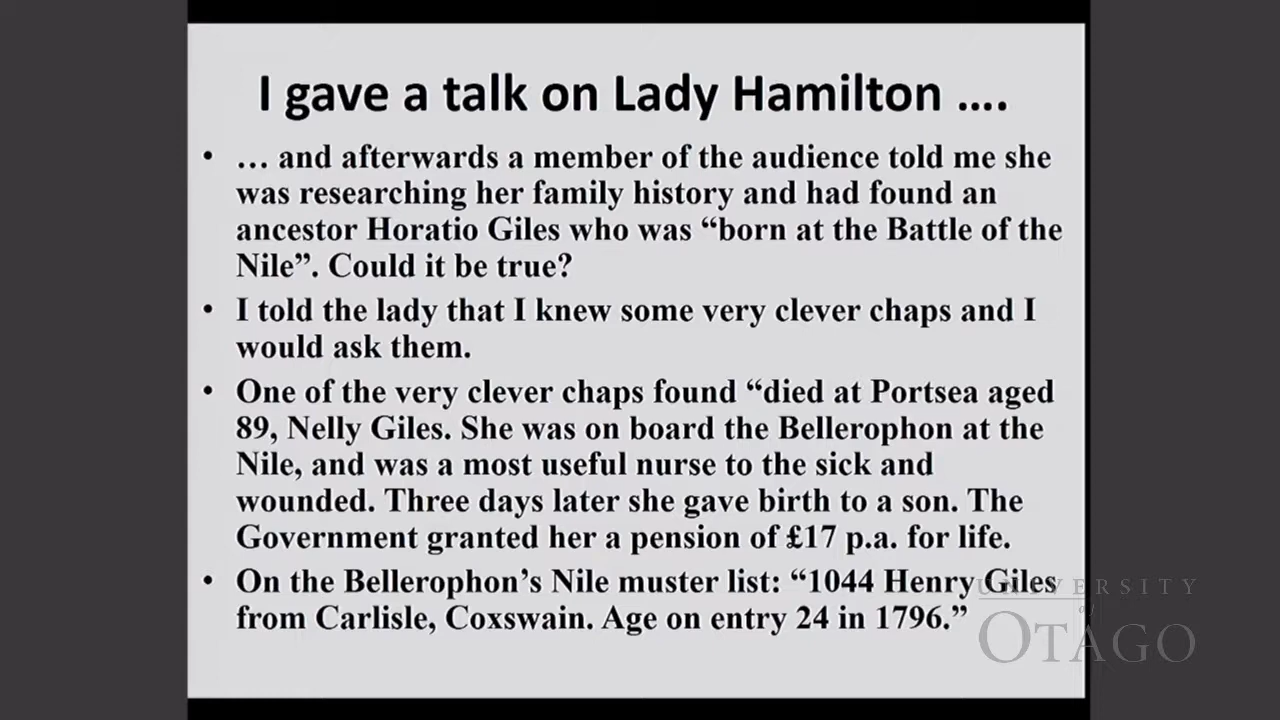 I gave a talk on Lady Hamilton ….
• … and afterwards a member of the audience told me she
was researching her family history and had found an
ancestor Horatio Giles who was “born at the Battle of the
Nile”. Could it be true?
• I told the lady that I knew some very clever chaps and I
would ask them.
• One of the very clever chaps found “died at Portsea aged
89, Nelly Giles. She was on board the Bellerophon at the
Nile, and was a most useful nurse to the sick and
wounded. Three days later she gave birth to a son. The
Government granted her a pension of £17 p.a. for life.
• On the Bellerophon’s Nile muster list: “1044 Henry Giles
from Carlisle, Coxswain. Age on entry 24 in 1796.”
UNIVERSITY
of
OTAGO